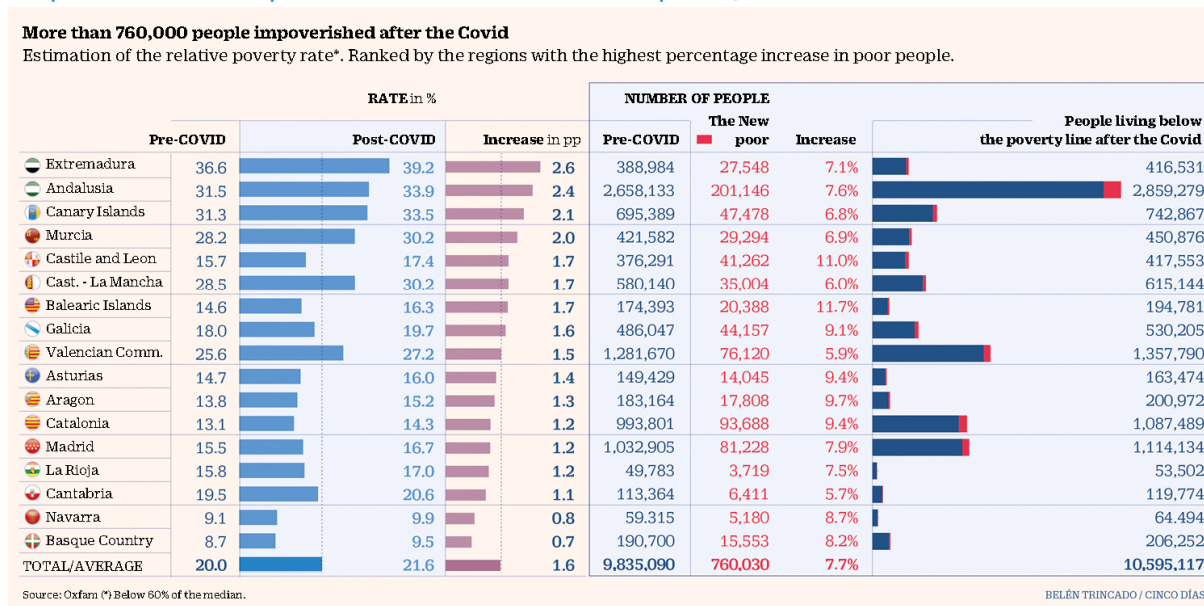 More than 760,000 people impoverished after the Covid
Estimation of the relative poverty rate*. Ranked by the regions with the highest percentage increase in poor people.
RATE in % NUMBER OF PEOPLE
Pre-COVID Post-COVID Increase in pp Pre-COVID The New poor Increase People living below the poverty line after the Covid
Extremadura 36.6 39.2 2.6 388,984 27,548 7.1% 416,531
Andalusia 31.5 33.9 2.4 2,658,133 201,146 7.6% 2,859,279
Canary Islands 31.3 33.5 2.1 695,389 47,478 6.8% 742,867
Murcia 28.2 30.2 2.0 421,582 29,294 6.9% 450,876
Castile and Leon 15.7 17.4 1.7 376,291 41,262 11.0% 417,553
Cast. - La Mancha 28.5 30.2 1.7 580,140 35,004 6.0% 615,144
Balearic Islands 14.6 16.3 1.7 174,393 20,388 11.7% 194,781
Galicia 18.0 19.7 1.6 486,047 44,157 9.1% 530,205
Valencian Comm. 25.6 27.2 1.5 1,281,670 76,120 5.9% 1,357,790
Asturias 14.7 16.0 1.4 149,429 14,045 9.4% 163,474
Aragon 13.8 15.2 1.3 183,164 17,808 9.7% 200,972
Catalonia 13.1 14.3 1.2 993,801 93,688 9.4% 1,087,489
Madrid 15.5 16.7 1.2 1,032,905 81,228 7.9% 1,114,134
La Rioja 15.8 17.0 1.2 49,783 3,719 7.5% 53,502
Cantabria 19.5 20.6 1.1 113,364 6,411 5.7% 119,774
Navarra 9.1 9.9 0.8 59.315 5,180 8.7% 64.494
Basque Country 8.7 9.5 0.7 190,700 15,553 8.2% 206,252
TOTAL/AVERAGE 20.0 21.6 1.6 9,835,090 760,030 7.7% 10,595,117
Source: Oxfam (*) Below 60% of the median. BELÉN TRINCADO / CINCO DÍAS